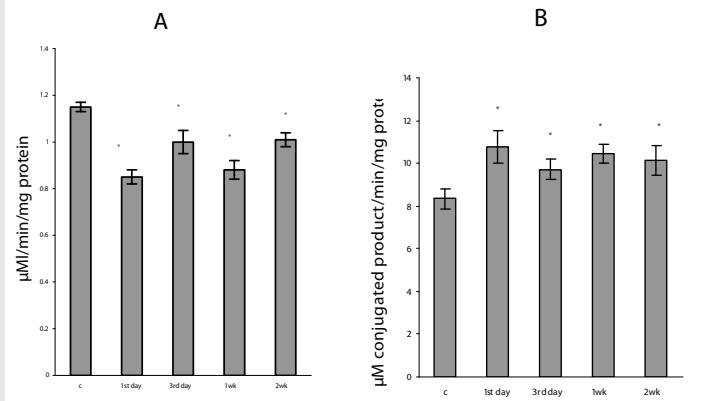 A
1.4
1.2
1
0.8
0.6
0.4
0.2
0
µMl/min/mg protein
* * * *
c 1st day 3rd day 1wk 2wk
B
14
12
10
8
6
4
2
0
µM conjugated product/min/mg prote
* * * *
c 1st day 3rd day 1wk 2wk